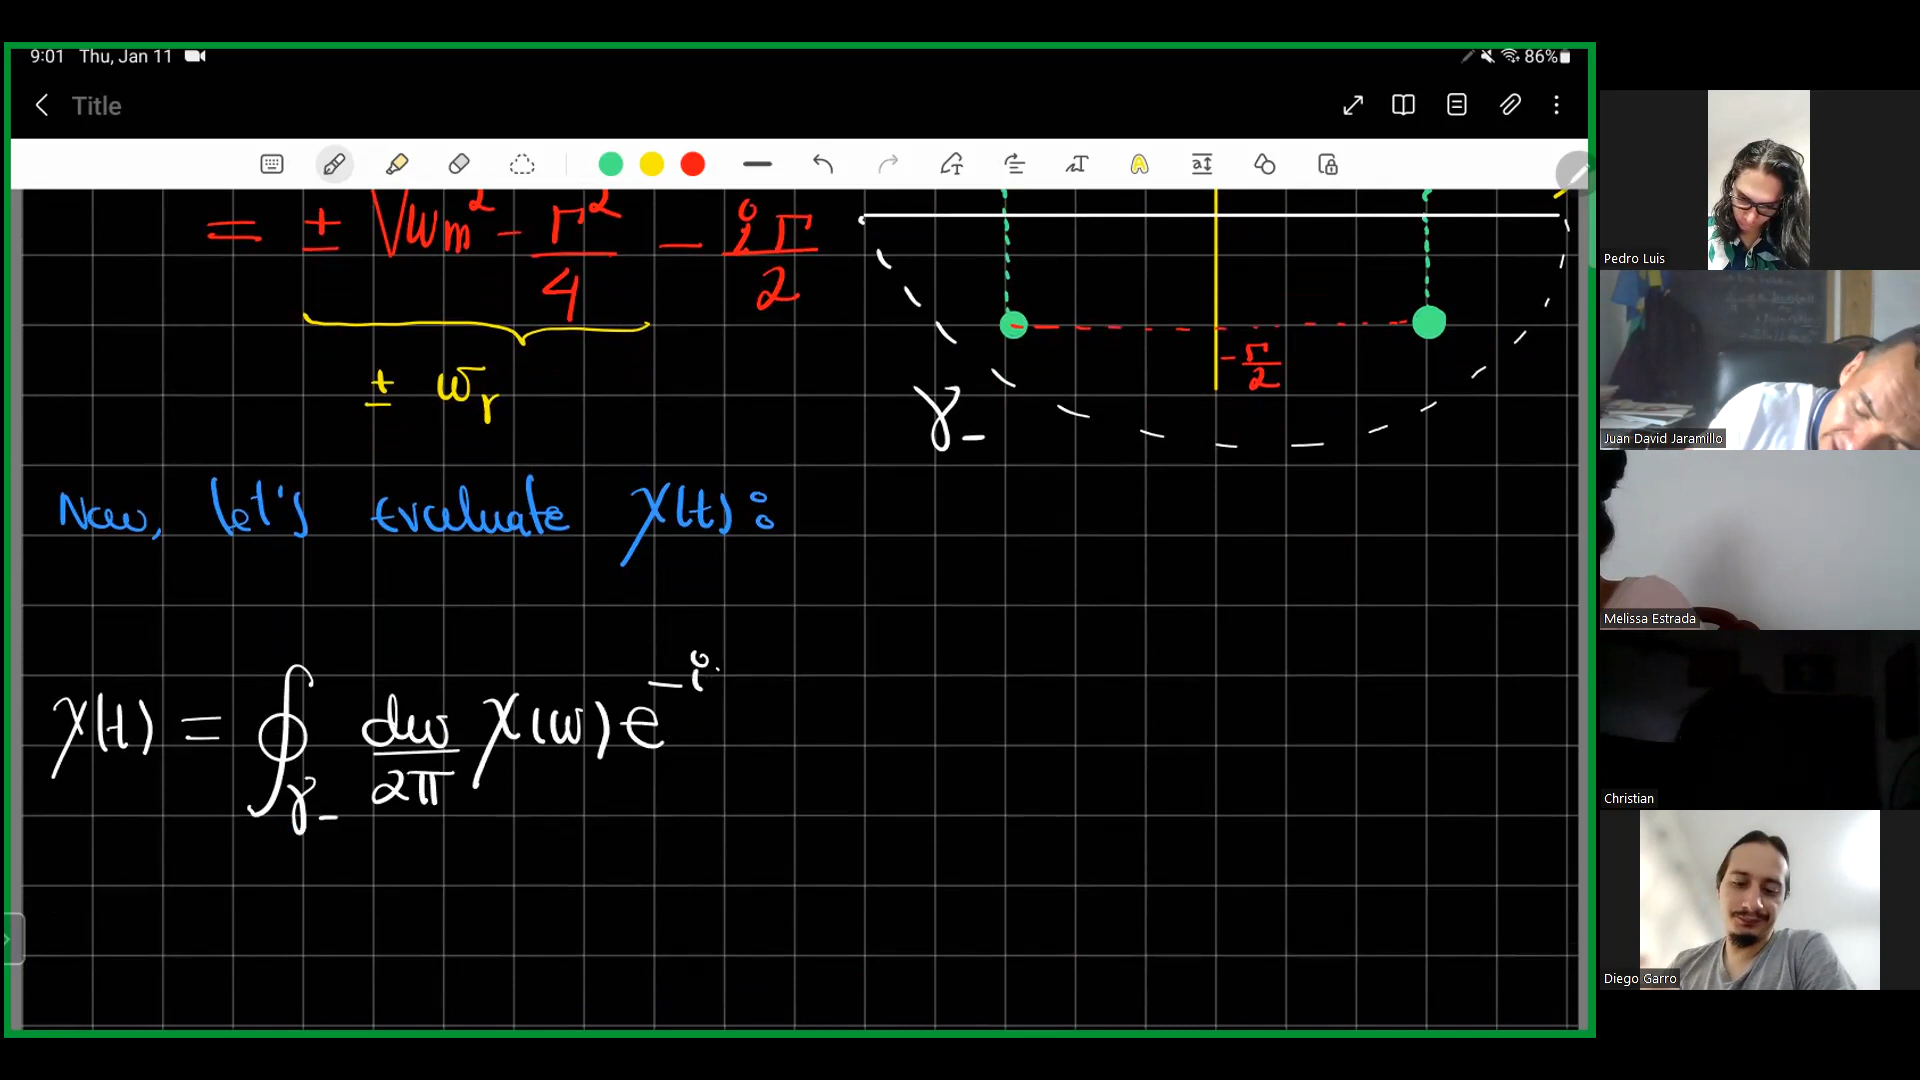 9:01 Thu, Jan 11 86%
Title
= ± √ωm² - Γ²/4 - iΓ/2
± ωr
-Γ/2
γ-
Now, let's evaluate χ(t):
χ(t) = ∮γ- dω/2π χ(ω) e^-i
Pedro Luis
Juan David Jaramillo
Melissa Estrada
Christian
Diego Garro